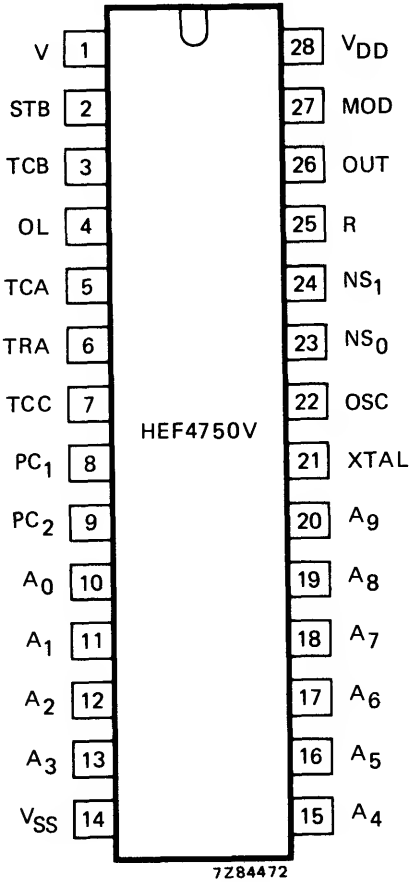 V 1 28 VDD
STB 2 27 MOD
TCB 3 26 OUT
OL 4 25 R
TCA 5 24 NS1
TRA 6 23 NS0
TCC 7 22 OSC
HEF4750V
PC1 8 21 XTAL
PC2 9 20 A9
A0 10 19 A8
A1 11 18 A7
A2 12 17 A6
A3 13 16 A5
VSS 14 15 A4
7Z84472